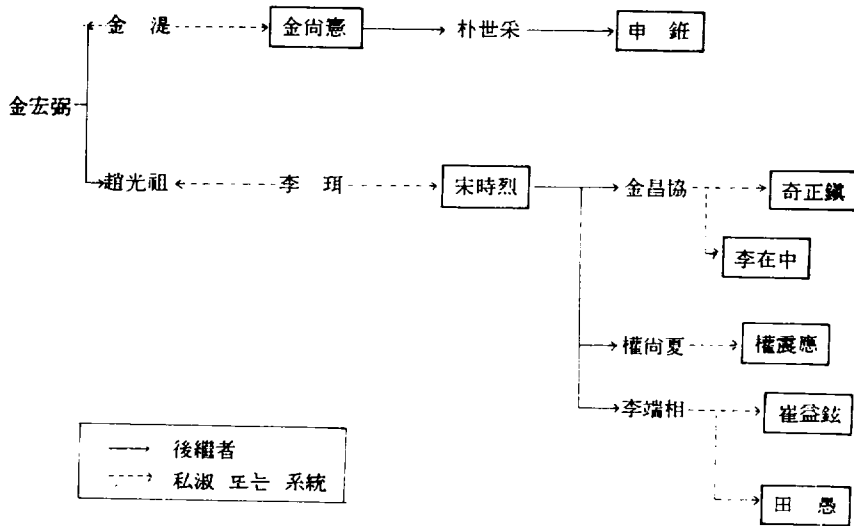 金湜 金尙憲 朴世采 申銋
金宏弼
趙光祖 李珥 宋時烈 金昌協 奇正鎭
李在中
權尙夏 權震應
李端相 崔益鉉
後繼者
私淑 또는 系統
田愚